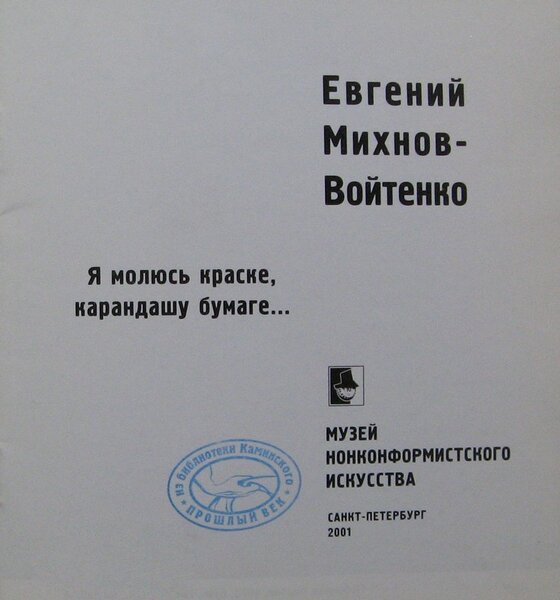 Евгений
Михнов-
Войтенко
Я молюсь краске,
карандашу бумаге...
МУЗЕЙ
НОНКОНФОРМИСТСКОГО
ИСКУССТВА
САНКТ-ПЕТЕРБУРГ
2001
из библиотеки Каминского
ПРОШЛЫЙ ВЕК